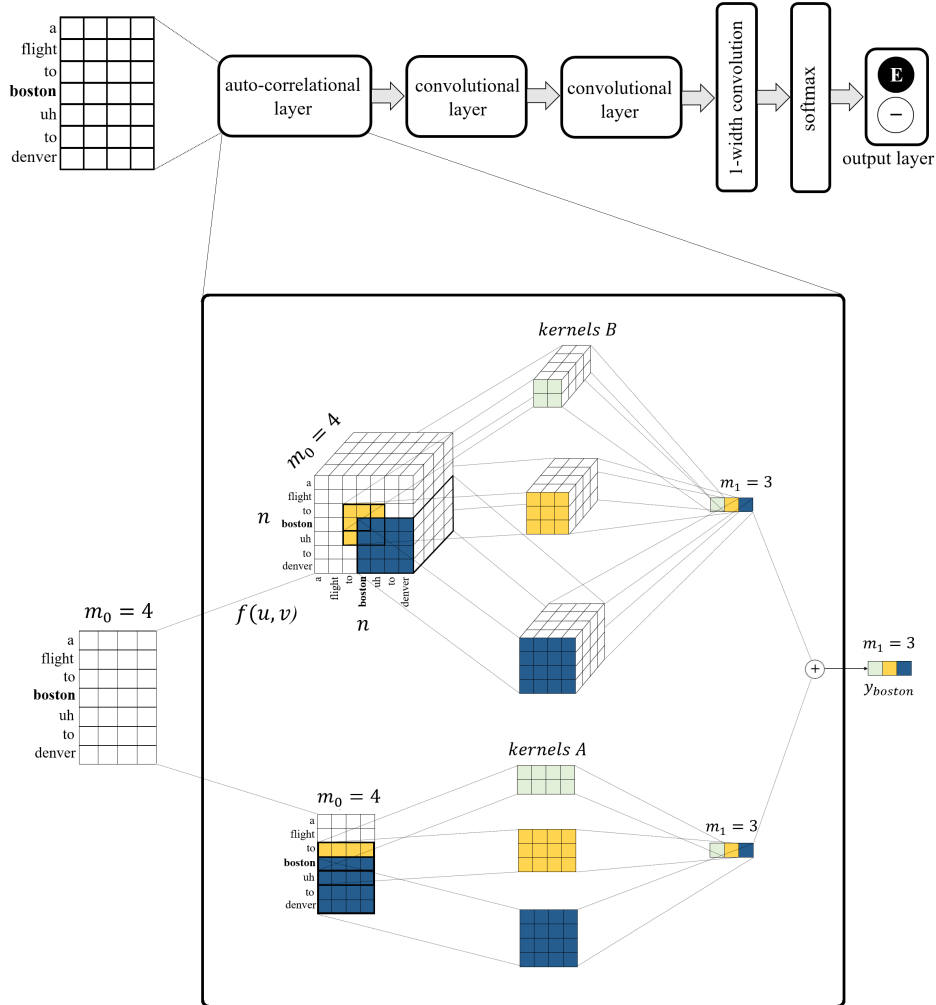 a
flight
to
boston
uh
to
denver
auto-correlational
layer
convolutional
layer
convolutional
layer
1-width convolution
softmax
E
−
output layer
kernels B
m₀ = 4
a
flight
to
boston
uh
to
denver
n
a
flight
to
boston
uh
to
denver
n
f(u, v)
m₁ = 3
m₀ = 4
a
flight
to
boston
uh
to
denver
+
m₁ = 3
y_boston
kernels A
m₀ = 4
a
flight
to
boston
uh
to
denver
m₁ = 3